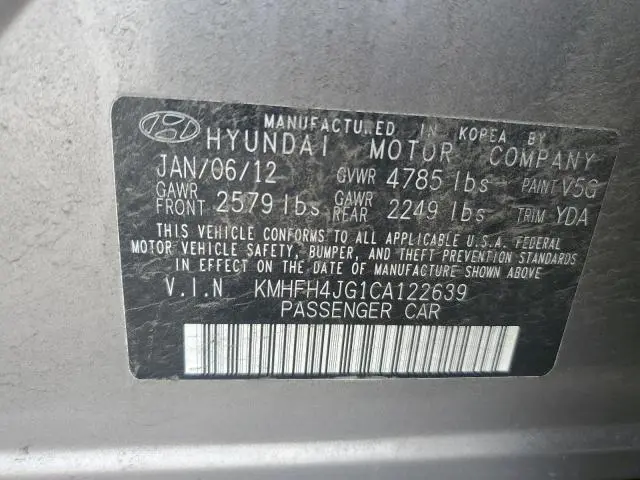 MANUFACTURED IN KOREA BY
HYUNDAI MOTOR COMPANY
JAN/06/12 GVWR 4785 lbs PAINT V5G
GAWR FRONT 2579 lbs GAWR REAR 2249 lbs TRIM YDA
THIS VEHICLE CONFORMS TO ALL APPLICABLE U.S.A. FEDERAL
MOTOR VEHICLE SAFETY, BUMPER, AND THEFT PREVENTION
STANDARDS IN EFFECT ON THE DATE OF MANUFACTURE SHOWN ABOVE
V.I.N KMHFH4JG1CA122639
PASSENGER CAR